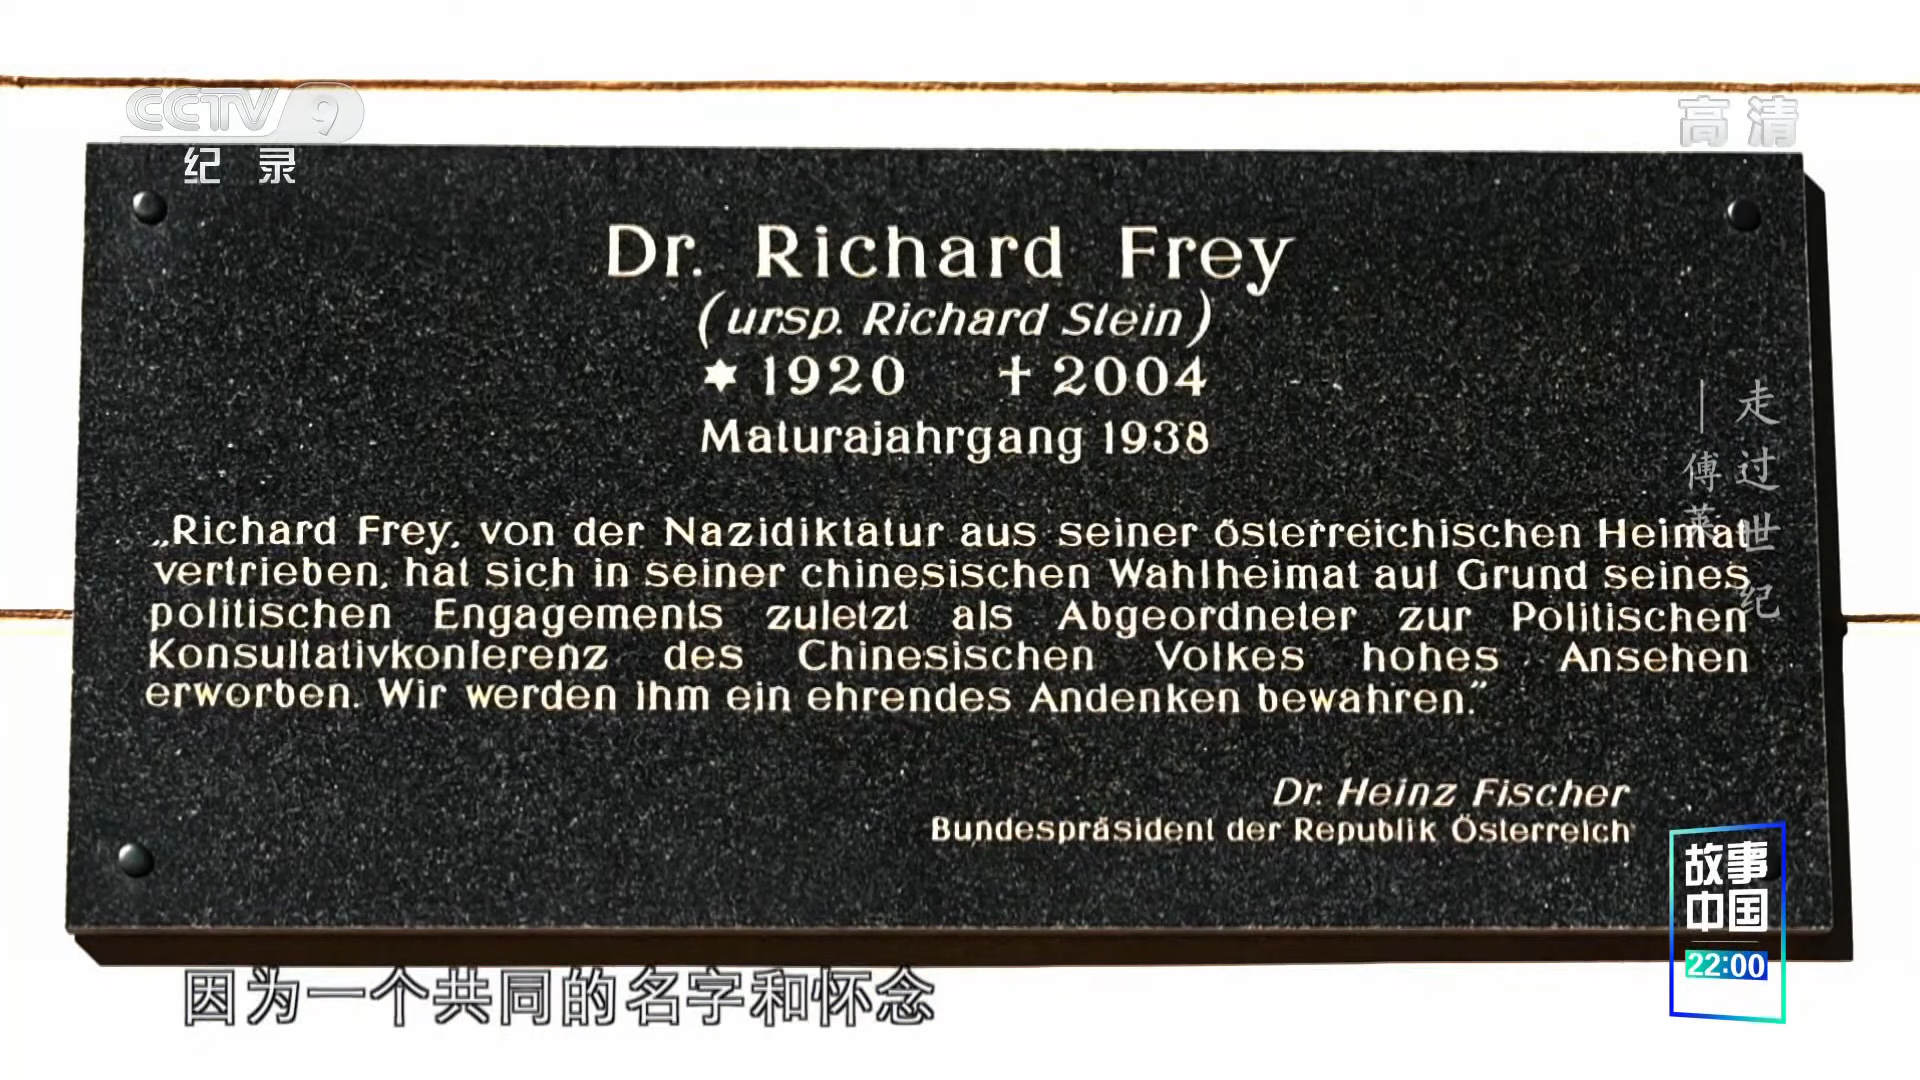 CCTV 9
纪 录
高清
Dr. Richard Frey
(ursp. Richard Stein)
✶ 1920 † 2004
Maturajahrgang 1938
„Richard Frey, von der Nazidiktatur aus seiner österreichischen Heimat
vertrieben, hat sich in seiner chinesischen Wahlheimat auf Grund seines
politischen Engagements zuletzt als Abgeordneter zur Politischen
Konsultativkonferenz des Chinesischen Volkes hohes Ansehen
erworben. Wir werden ihm ein ehrendes Andenken bewahren.”
Dr. Heinz Fischer
Bundespräsident der Republik Österreich
走过世纪
—傅莱
故事
中国
22:00
因为一个共同的名字和怀念